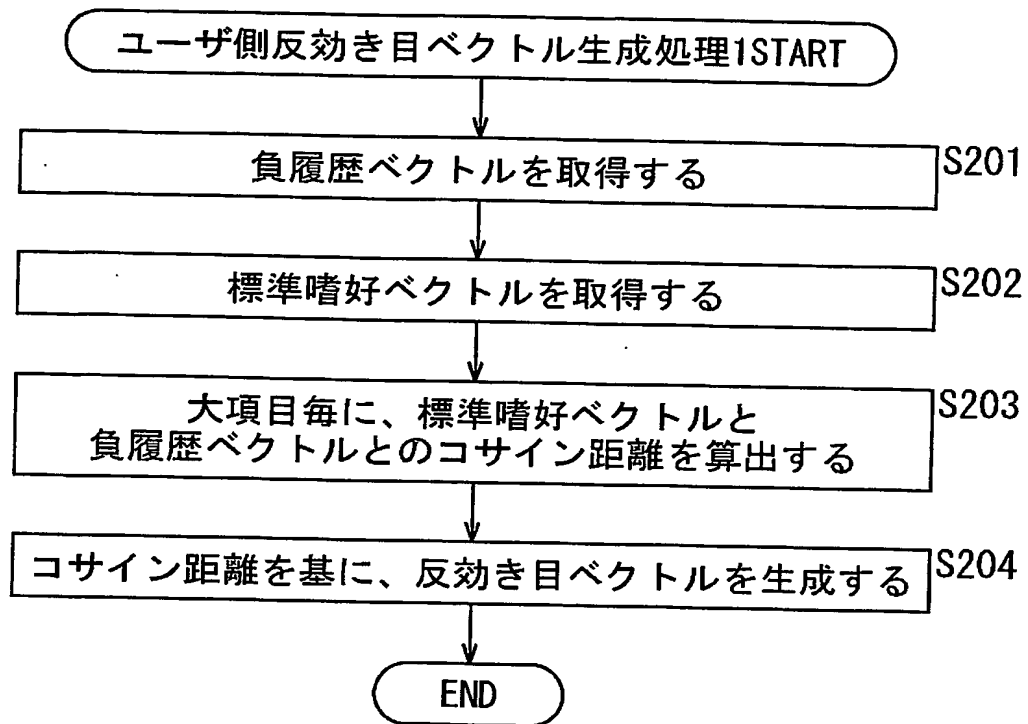 ユーザ側反効き目ベクトル生成処理1START
負履歴ベクトルを取得する
S201
標準嗜好ベクトルを取得する
S202
大項目毎に、標準嗜好ベクトルと
負履歴ベクトルとのコサイン距離を算出する
S203
コサイン距離を基に、反効き目ベクトルを生成する
S204
END